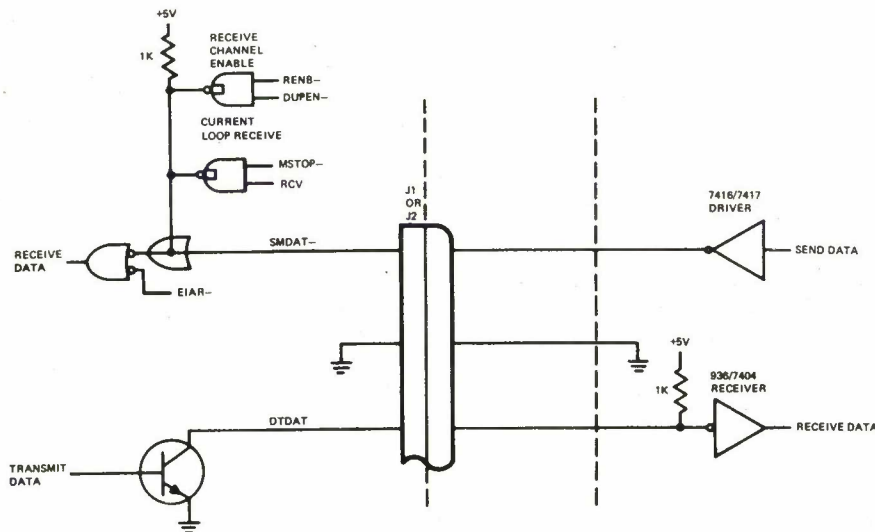 +5V
1K
RECEIVE
CHANNEL
ENABLE
RENB-
DUPEN-
CURRENT
LOOP RECEIVE
MSTOP-
RCV
J1
OR
J2
7416/7417
DRIVER
RECEIVE
DATA
SMDAT-
SEND DATA
EIAR-
+5V
1K
936/7404
RECEIVER
DTDAT
RECEIVE DATA
TRANSMIT
DATA